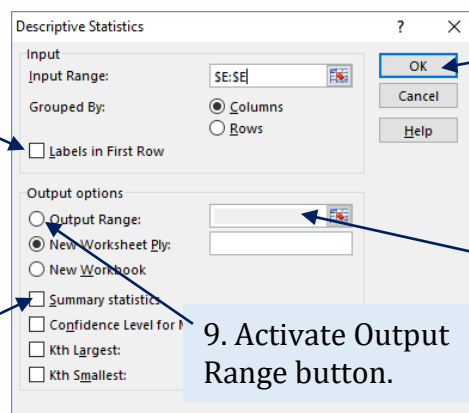 Descriptive Statistics ? ×
Input
Input Range: $E:$E
OK
Grouped By: Columns
Cancel
Rows
Help
Labels in First Row
Output options
Output Range:
New Worksheet Ply:
New Workbook
Summary statistics
Confidence Level for
Kth Largest:
Kth Smallest:
9. Activate Output
Range button.